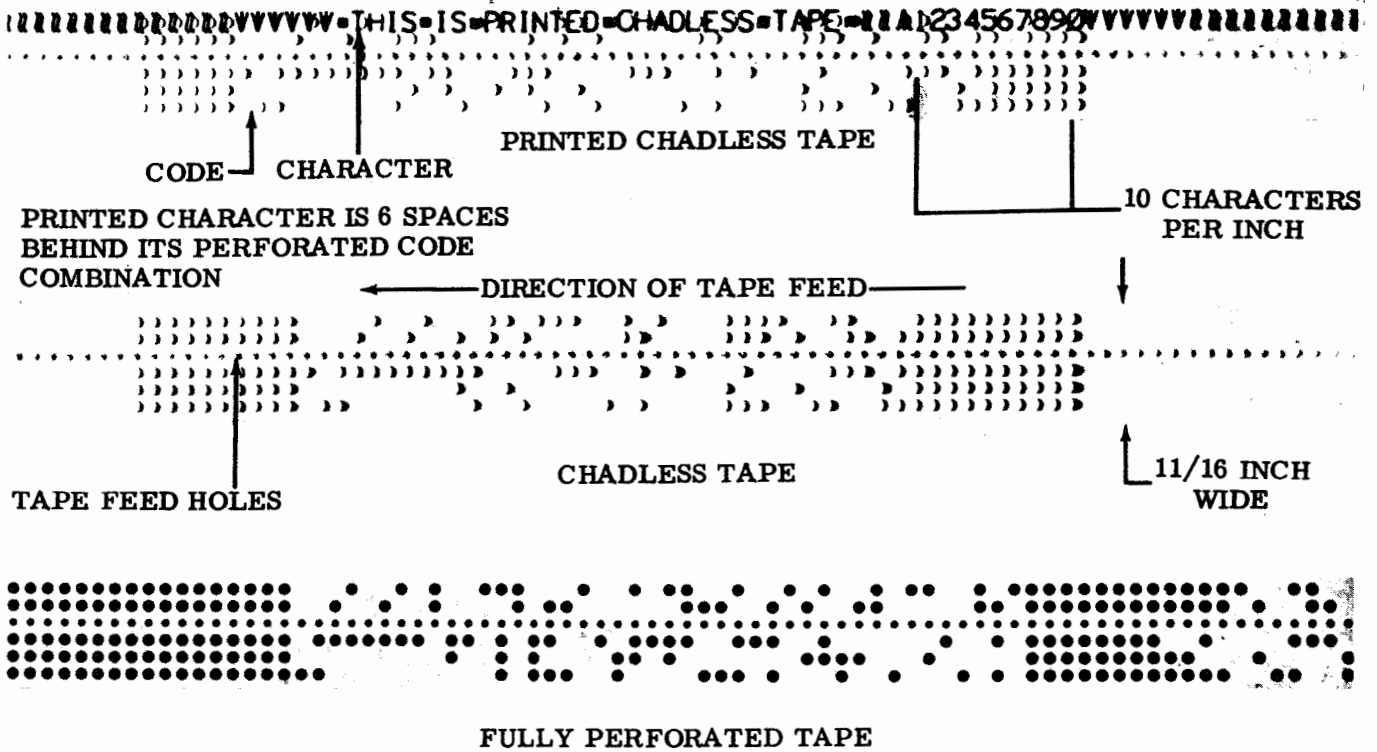 THIS=IS=PRINTED=CHADLESS=TAPE= 234567890
PRINTED CHADLESS TAPE
CODE
CHARACTER
10 CHARACTERS
PER INCH
PRINTED CHARACTER IS 6 SPACES
BEHIND ITS PERFORATED CODE
COMBINATION
DIRECTION OF TAPE FEED
CHADLESS TAPE
TAPE FEED HOLES
11/16 INCH
WIDE
FULLY PERFORATED TAPE